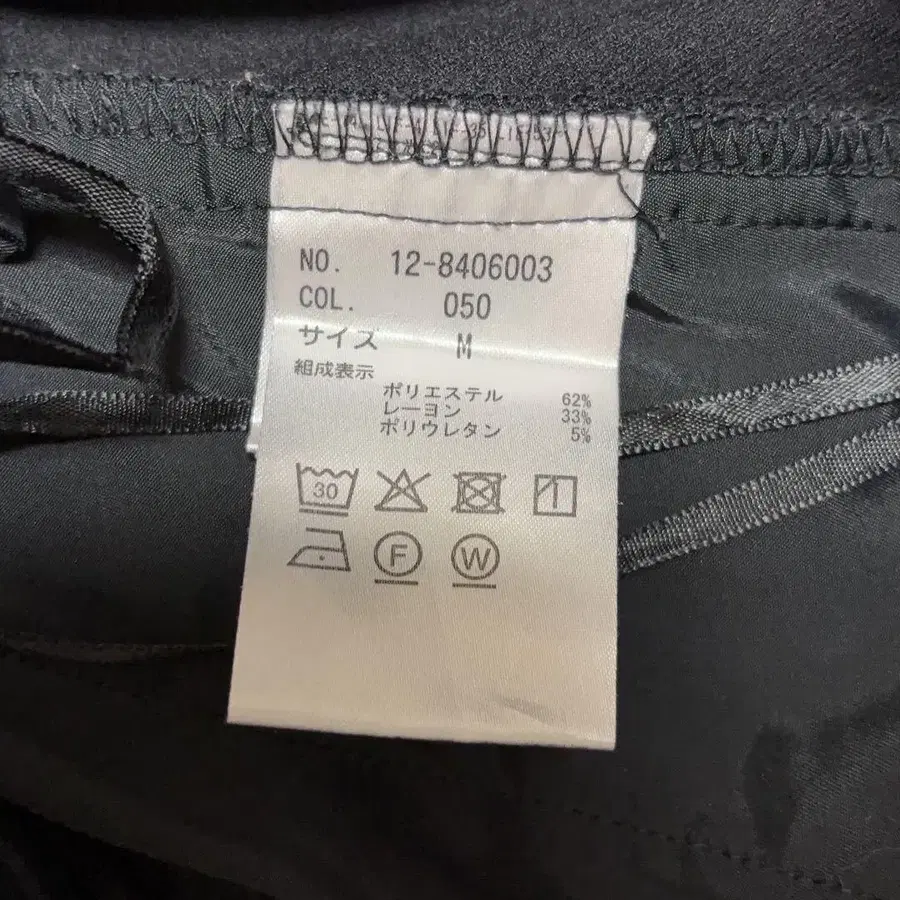 NO. 12-8406003
COL. 050
サイズ M
組成表示
ポリエステル 62%
レーヨン 33%
ポリウレタン 5%
30
F W